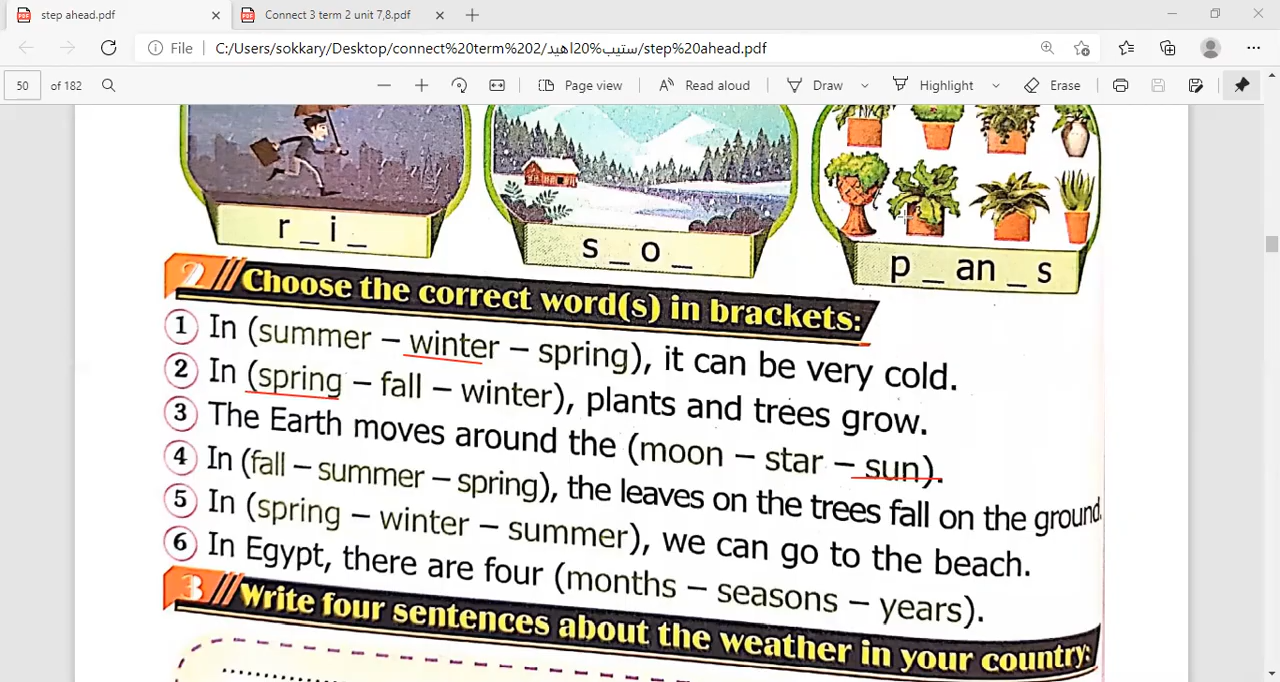 step ahead.pdf
Connect 3 term 2 unit 7,8.pdf
File
C:/Users/sokkary/Desktop/connect%20term%202/ستيب%20اهيد/step%20ahead.pdf
50 of 182
Page view
Read aloud
Draw
Highlight
Erase
r _ i _
s _ o _
p _ an _ s
2 Choose the correct word(s) in brackets:
1 In (summer – winter – spring), it can be very cold.
2 In (spring – fall – winter), plants and trees grow.
3 The Earth moves around the (moon – star – sun).
4 In (fall – summer – spring), the leaves on the trees fall on the ground.
5 In (spring – winter – summer), we can go to the beach.
6 In Egypt, there are four (months – seasons – years).
3 Write four sentences about the weather in your country: